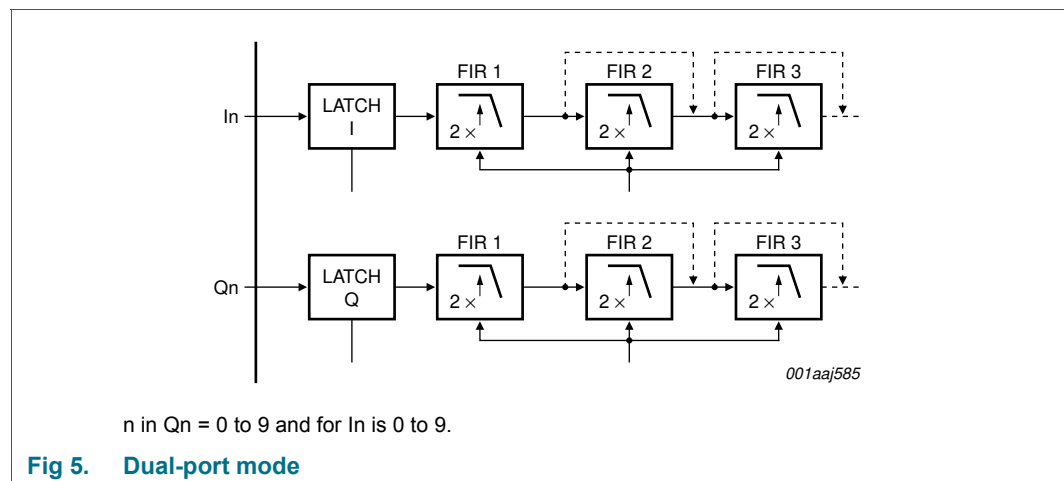 FIR 1 FIR 2 FIR 3
In LATCH I 2 × 2 × 2 ×
FIR 1 FIR 2 FIR 3
Qn LATCH Q 2 × 2 × 2 ×
001aaj585
n in Qn = 0 to 9 and for In is 0 to 9.
Fig 5. Dual-port mode